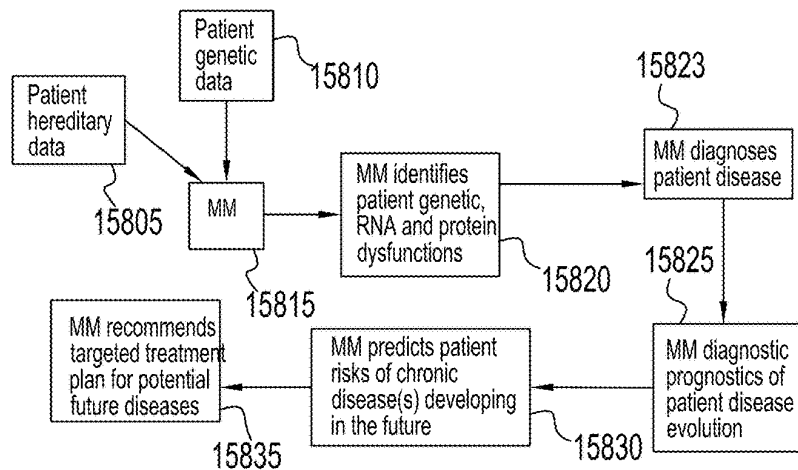 Patient
genetic
data
15810
Patient
hereditary
data
15805
MM
15815
MM identifies
patient genetic,
RNA and protein
dysfunctions
15820
15823
MM diagnoses
patient disease
15825
MM diagnostic
prognostics of
patient disease
evolution
MM predicts patient
risks of chronic
disease(s) developing
in the future
15830
MM recommends
targeted treatment
plan for potential
future diseases
15835